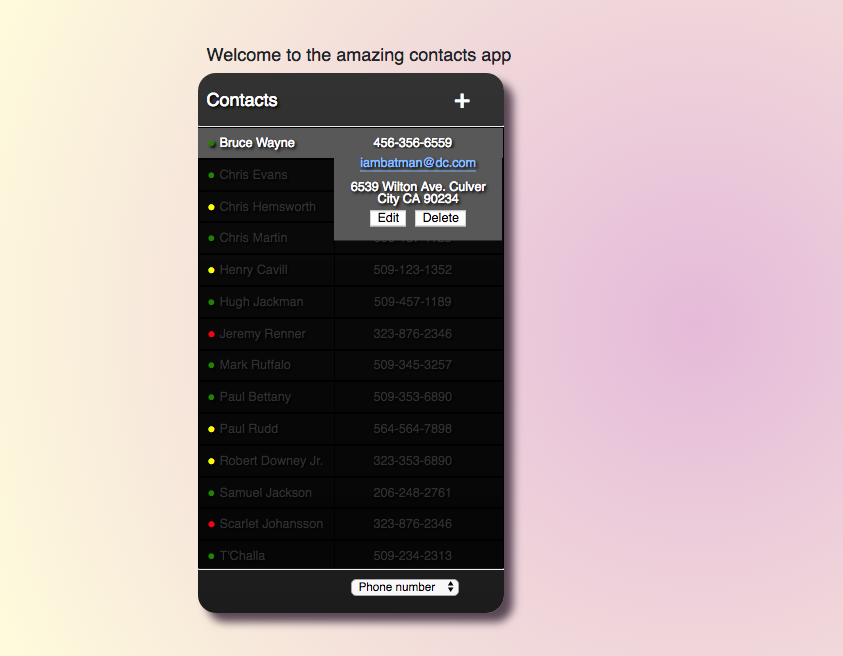 Welcome to the amazing contacts app
Contacts +
Bruce Wayne 456-356-6559
iambatman@dc.com
6539 Wilton Ave. Culver
City CA 90234
Edit Delete
Chris Evans
Chris Hemsworth
Chris Martin
Henry Cavill 509-123-1352
Hugh Jackman 509-457-1189
Jeremy Renner 323-876-2346
Mark Ruffalo 509-345-3257
Paul Bettany 509-353-6890
Paul Rudd 564-564-7898
Robert Downey Jr. 323-353-6890
Samuel Jackson 206-248-2761
Scarlet Johansson 323-876-2346
T'Challa 509-234-2313
Phone number